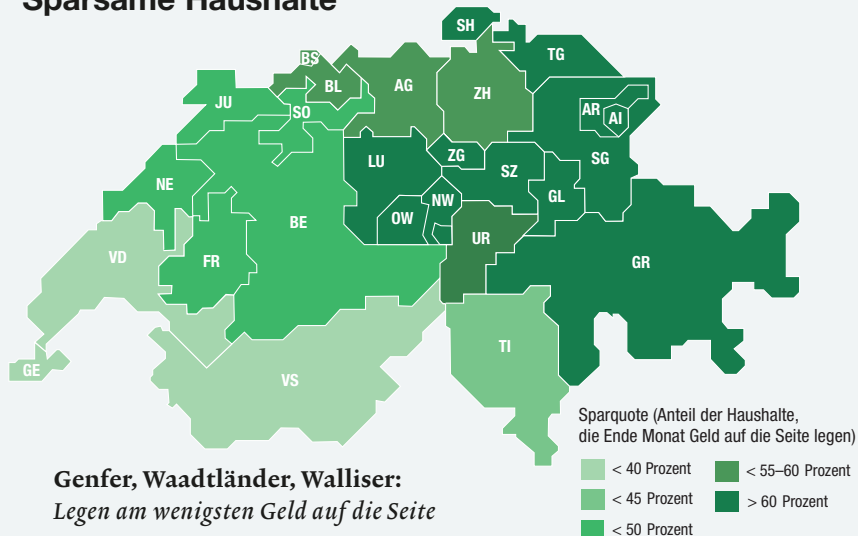 Sparsame Haushalte
SH
TG
BS
BL
AG
ZH
JU
SO
AR
AI
LU
ZG
SZ
SG
NE
GL
NW
OW
BE
UR
VD
FR
GR
TI
GE
VS
Sparquote (Anteil der Haushalte,
die Ende Monat Geld auf die Seite legen)
< 40 Prozent
< 45 Prozent
< 50 Prozent
< 55–60 Prozent
> 60 Prozent
Genfer, Waadtländer, Walliser:
Legen am wenigsten Geld auf die Seite